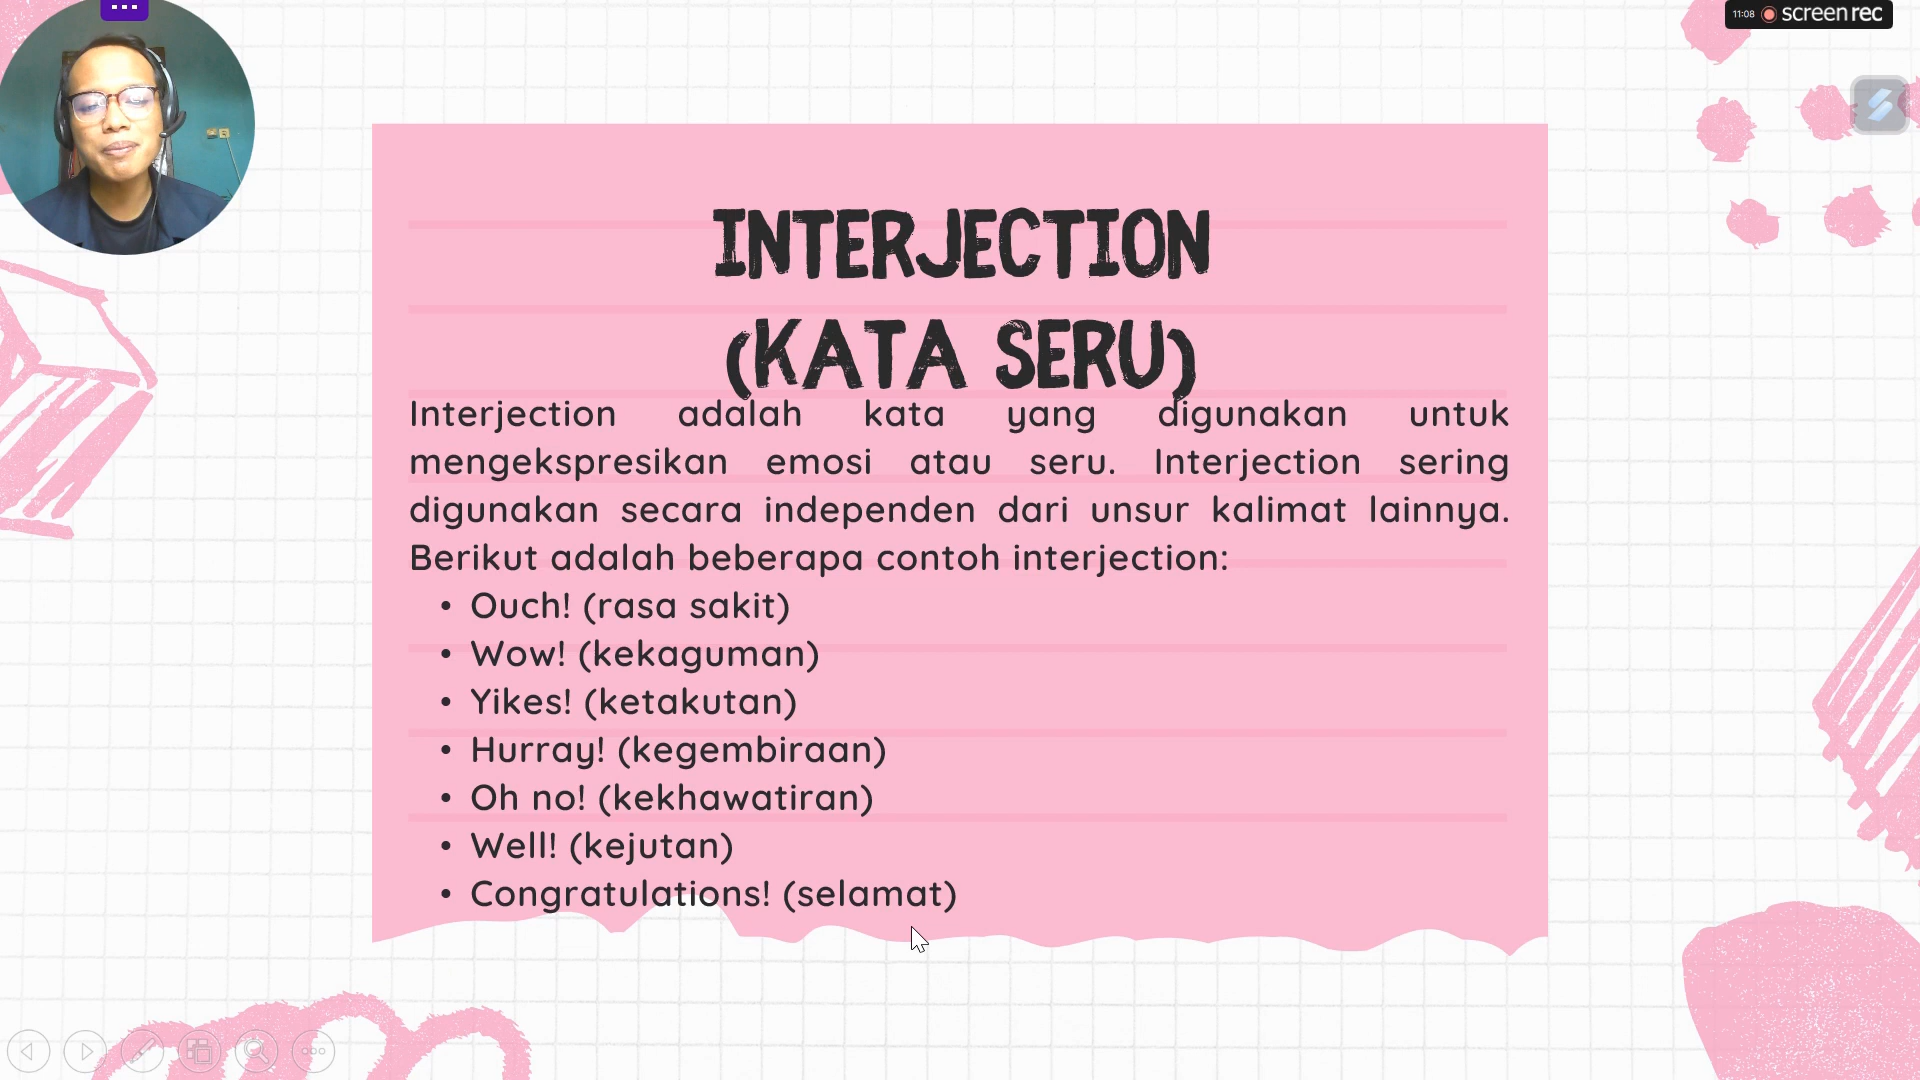 11:08 screenrec
INTERJECTION
(KATA SERU)
Interjection adalah kata yang digunakan untuk
mengekspresikan emosi atau seru. Interjection sering
digunakan secara independen dari unsur kalimat lainnya.
Berikut adalah beberapa contoh interjection:
• Ouch! (rasa sakit)
• Wow! (kekaguman)
• Yikes! (ketakutan)
• Hurray! (kegembiraan)
• Oh no! (kekhawatiran)
• Well! (kejutan)
• Congratulations! (selamat)